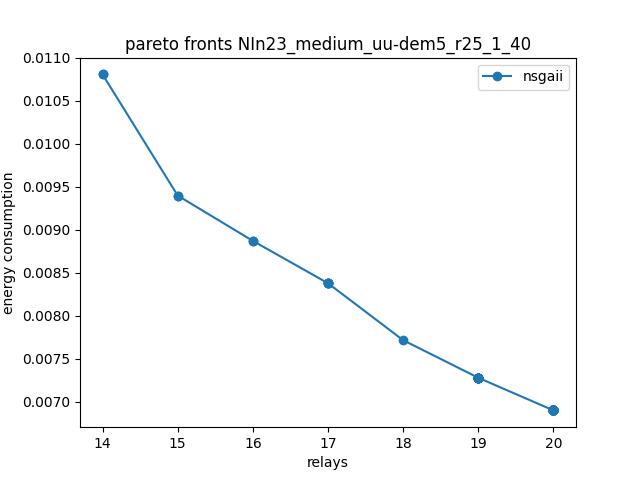 pareto fronts NIn23_medium_uu-dem5_r25_1_40
nsgaii
0.0110
0.0105
0.0100
0.0095
0.0090
0.0085
0.0080
0.0075
0.0070
energy consumption
14 15 16 17 18 19 20
relays